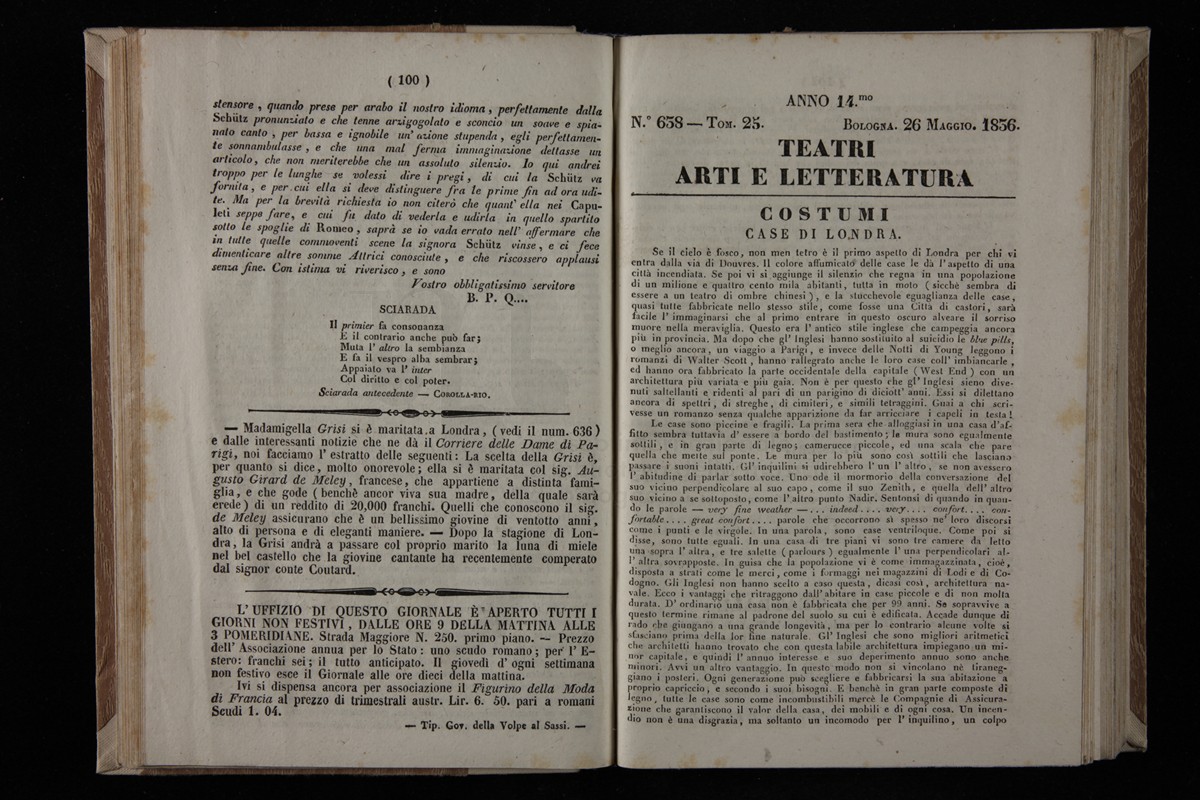 ( 100 )
stensore , quando prese per arabo il nostro idioma , perfettamente dalla
Schütz pronunziato e che tenne arzigogolato e sconcio un soave e spia-
nato canto , per bassa e ignobile un' azione stupenda , egli perfettamen-
te sonnambulasse , e che una mal ferma immaginazione dettasse un
articolo, che non meriterebbe che un assoluto silenzio. Io qui andrei
troppo per le lunghe se volessi dire i pregi , di cui la Schütz va
fornita , e per cui ella si deve distinguere fra le prime fin ad ora udi-
te. Ma per la brevità richiesta io non citerò che quant' ella nei Capu-
leti seppe fare, e cui fu dato di vederla e udirla in quello spartito
sotto le spoglie di Romeo , saprà se io vada errato nell' affermare che
in tutte quelle commoventi scene la signora Schütz vinse , e ci fece
dimenticare altre somme Attrici conosciute , e che riscossero applausi
senza fine. Con istima vi riverisco , e sono
Vostro obbligatissimo servitore
B. P. Q....
SCIARADA
Il primier fa consonanza
E il contrario anche può far;
Muta l' altro la sembianza
E fa il vespro alba sembrar;
Appaiato va l' inter
Col diritto e col poter.
Sciarada antecedente — COROLLA-RIO.
— Madamigella Grisi si è maritata a Londra , (vedi il num. 636 )
e dalle interessanti notizie che ne dà il Corriere delle Dame di Pa-
rigi, noi facciamo l' estratto delle seguenti: La scelta della Grisi è,
per quanto si dice, molto onorevole; ella si è maritata col sig. Au-
gusto Girard de Meley, francese, che appartiene a distinta fami-
glia, e che gode (benchè ancor viva sua madre, della quale sarà
erede) di un reddito di 20,000 franchi. Quelli che conoscono il sig.
de Meley assicurano che è un bellissimo giovine di ventotto anni,
alto di persona e di eleganti maniere. — Dopo la stagione di Lon-
dra, la Grisi andrà a passare col proprio marito la luna di miele
nel bel castello che la giovine cantante ha recentemente comperato
dal signor conte Coutard.
L' UFFIZIO DI QUESTO GIORNALE È APERTO TUTTI I
GIORNI NON FESTIVI, DALLE ORE 9 DELLA MATTINA ALLE
3 POMERIDIANE. Strada Maggiore N. 250. primo piano. — Prezzo
dell' Associazione annua per lo Stato: uno scudo romano; per l' E-
stero: franchi sei; il tutto anticipato. Il giovedì d' ogni settimana
non festivo esce il Giornale alle ore dieci della mattina.
Ivi si dispensa ancora per associazione il Figurino della Moda
di Francia al prezzo di trimestrali austr. Lir. 6. 50. pari a romani
Scudi 1. 04.
— Tip. Gov. della Volpe al Sassi. —
ANNO 14.mo
N.° 638 — TOM. 25. BOLOGNA. 26 MAGGIO. 1836.
TEATRI
ARTI E LETTERATURA
COSTUMI
CASE DI LONDRA.
Se il cielo è fosco, non men tetro è il primo aspetto di Londra per chi vi
entra dalla via di Douvres. Il colore affumicato delle case le dà l' aspetto di una
città incendiata. Se poi vi si aggiunge il silenzio che regna in una popolazione
di un milione e quattro cento mila abitanti, tutta in moto ( sicchè sembra di
essere a un teatro di ombre chinesi ), e la stucchevole eguaglianza delle case,
quasi tutte fabbricate nello stesso stile, come fosse una Città di castori, sarà
facile l' immaginarsi che al primo entrare in questo oscuro alveare il sorriso
muore nella meraviglia. Questo era l' antico stile inglese che campeggia ancora
più in provincia. Ma dopo che gl' Inglesi hanno sostituito al suicidio le blue pills,
o meglio ancora, un viaggio a Parigi, e invece delle Notti di Young leggono i
romanzi di Walter Scott, hanno rallegrato anche le loro case coll' imbiancarle,
ed hanno ora fabbricato la parte occidentale della capitale ( West End ) con un
architettura più variata e più gaia. Non è per questo che gl' Inglesi sieno dive-
nuti saltellanti e ridenti al pari di un parigino di diciott' anni. Essi si dilettano
ancora di spettri, di streghe, di cimiteri, e simili tetraggini. Guai a chi scri-
vesse un romanzo senza qualche apparizione da far arricciare i capeli in testa!
Le case sono piccine e fragili. La prima sera che alloggiasi in una casa d'af-
fitto sembra tuttavia d' essere a bordo del bastimento; le mura sono egualmente
sottili, e in gran parte di legno; camerucce piccole, ed una scala che pare
quella che mette sul ponte. Le mura per lo più sono così sottili che lasciano
passare i suoni intatti. Gl' inquilini si udirebbero l' un l' altro, se non avessero
l' abitudine di parlar sotto voce. Uno ode il mormorio della conversazione del
suo vicino perpendicolare al suo capo, come il suo Zenith, e quella dell' altro
suo vicino a se sottoposto, come l' altro punto Nadir. Sentonsi di quando in quan-
do le parole — very fine weather — ... indeed.... very.... confort.... con-
fortable.... great confort.... parole che occorrono sì spesso ne' loro discorsi
come i punti e le virgole. In una parola, sono case ventriloque. Come poi si
disse, sono tutte eguali. In una casa di tre piani vi sono tre camere da letto
una sopra l' altra, e tre salette ( parlours ) egualmente l' una perpendicolari al-
l' altra sovrapposte. In guisa che la popolazione vi è come immagazzinata, cioè,
disposta a strati come le merci, come i formaggi nei magazzini di Lodi e di Co-
dogno. Gli Inglesi non hanno scelto a caso questa, dicasi così, architettura na-
vale. Ecco i vantaggi che ritraggono dall' abitare in case piccole e di non molta
durata. D' ordinario una casa non è fabbricata che per 99 anni. Se sopravvive a
questo termine rimane al padrone del suolo su cui è edificata. Accade dunque di
rado che giungano a una grande longevità, ma per lo contrario alcune volte si
sfasciano prima della lor fine naturale. Gl' Inglesi che sono migliori aritmetici
che architetti hanno trovato che con questa labile architettura impiegano un mi-
nor capitale, e quindi l' annuo interesse e suo deperimento annuo sono anche
minori. Avvi un altro vantaggio. In questo modo non si vincolano nè tiraneg-
giano i posteri. Ogni generazione può scegliere e fabbricarsi la sua abitazione a
proprio capriccio, e secondo i suoi bisogni. E benchè in gran parte composte di
legno, tutte le case sono come incombustibili mercè le Compagnie di Assicura-
zione che garantiscono il valor della casa, dei mobili e di ogni cosa. Un incen-
dio non è una disgrazia, ma soltanto un incomodo per l' inquilino, un colpo